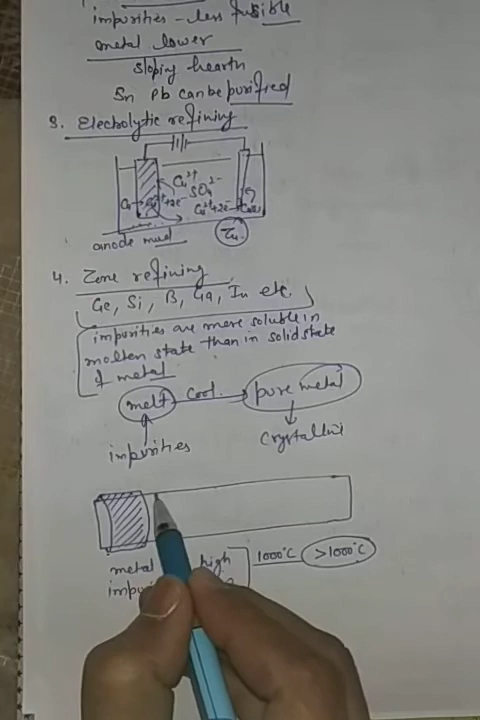 impurities - less fusible
metal lower
sloping hearth
Sn Pb can be purified
3. Electrolytic refining
Cu²⁺
SO₄²⁻
anode mud
4. Zone refining
Ge, Si, B, Ga, In etc.
impurities are more soluble in
molten state than in solid state
of metal
melt cool pure metal
impurities
metal high 1000°C >1000°C